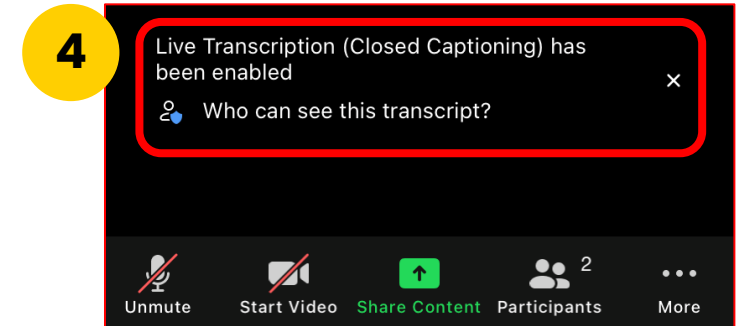 4
Live Transcription (Closed Captioning) has
been enabled
Who can see this transcript?
2
Unmute Start Video Share Content Participants More